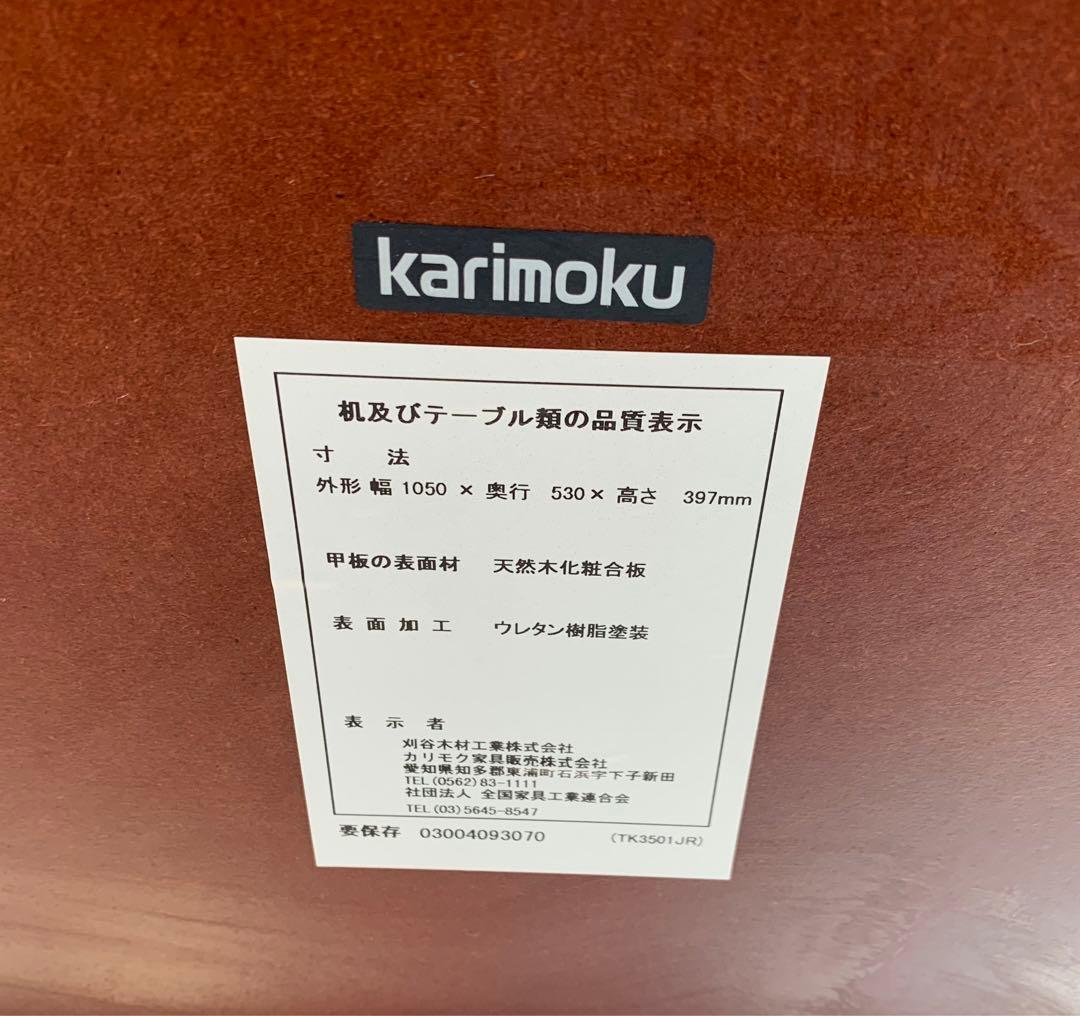 karimoku
机及びテーブル類の品質表示
寸 法
外形 幅 1050 × 奥行 530 × 高さ 397mm
甲板の表面材 天然木化粧合板
表面加工 ウレタン樹脂塗装
表示者
刈谷木材工業株式会社
カリモク家具販売株式会社
愛知県知多郡東浦町石浜字下子新田
TEL(0562)83-1111
社団法人 全国家具工業連合会
TEL(03)5645-8547
要保存 03004093070 (TK3501JR)